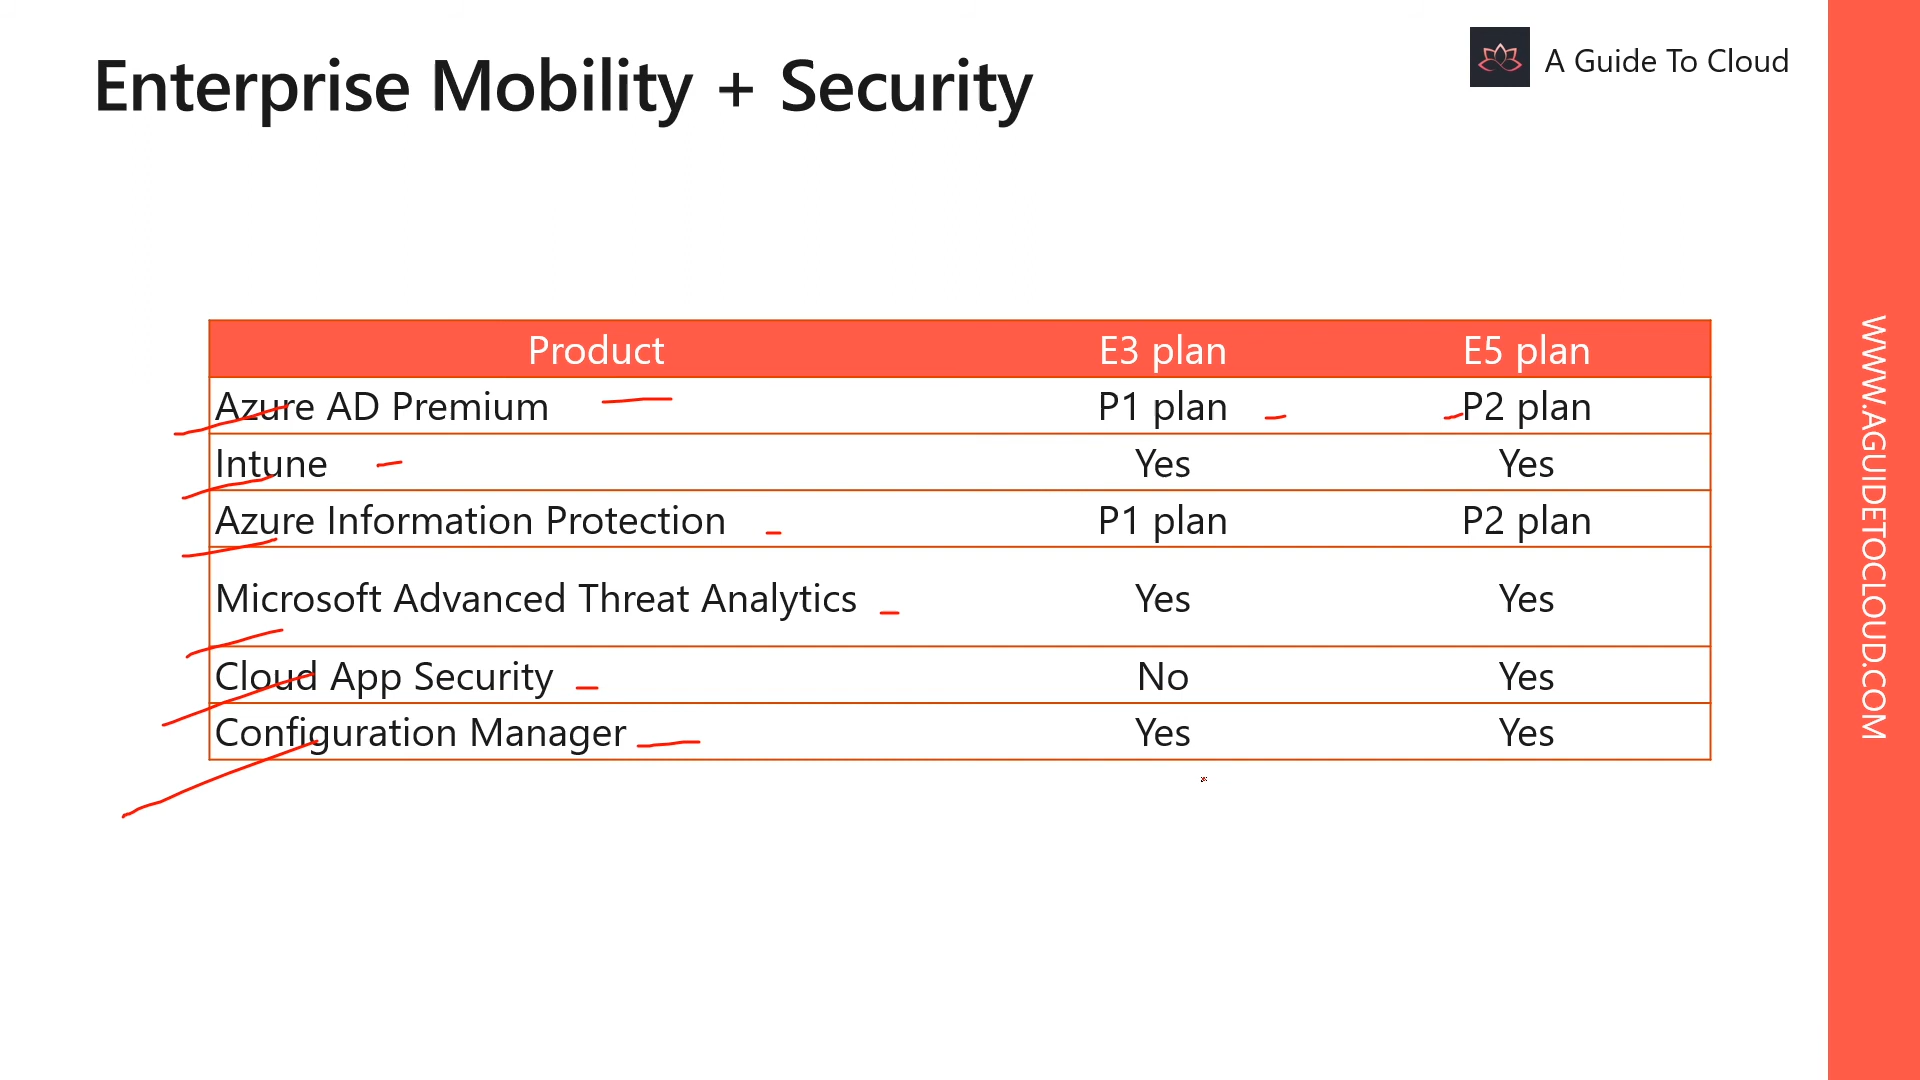 Enterprise Mobility + Security
A Guide To Cloud
Product E3 plan E5 plan
Azure AD Premium P1 plan P2 plan
Intune Yes Yes
Azure Information Protection P1 plan P2 plan
Microsoft Advanced Threat Analytics Yes Yes
Cloud App Security No Yes
Configuration Manager Yes Yes
WWW.AGUIDETOCLOUD.COM